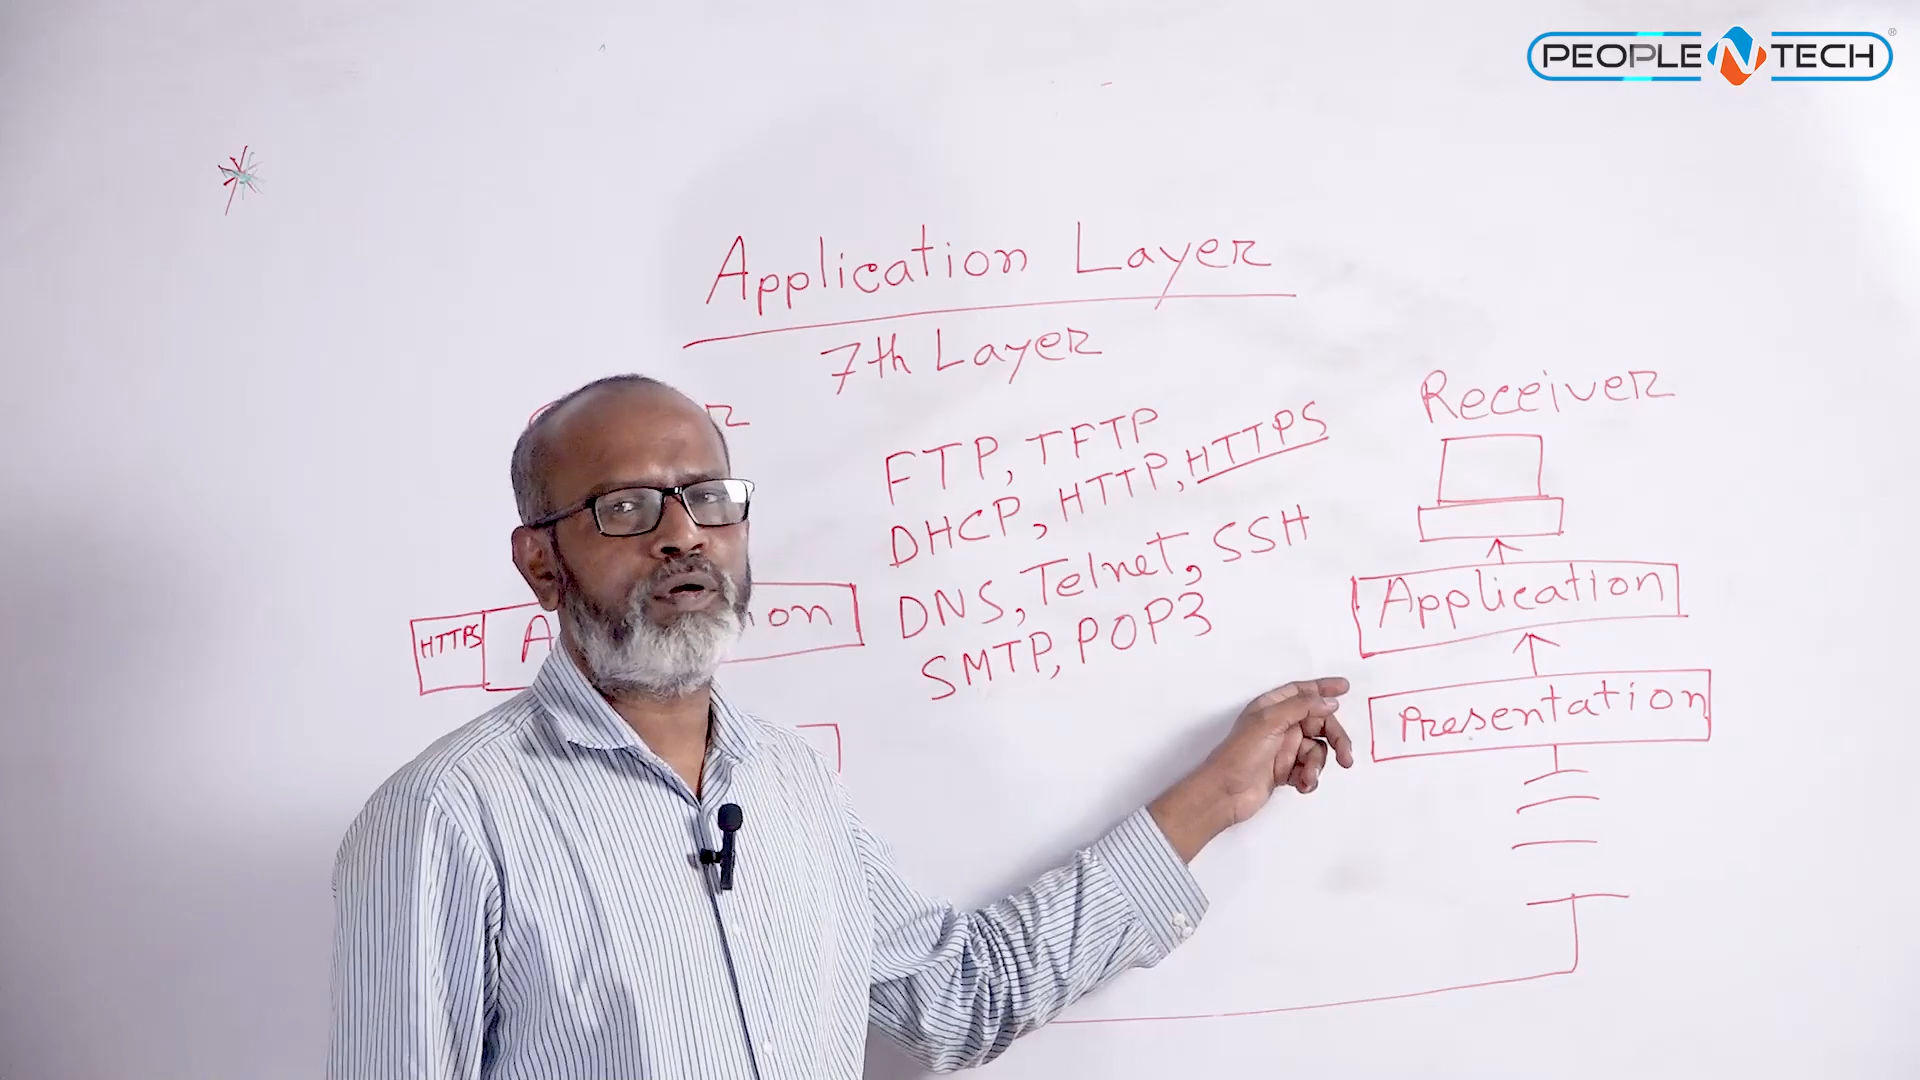 PEOPLE N TECH ®
Application Layer
7th Layer
Receiver
FTP, TFTP
DHCP, HTTP, HTTPS
DNS, Telnet, SSH
SMTP, POP3
HTTPS
Application
Presentation